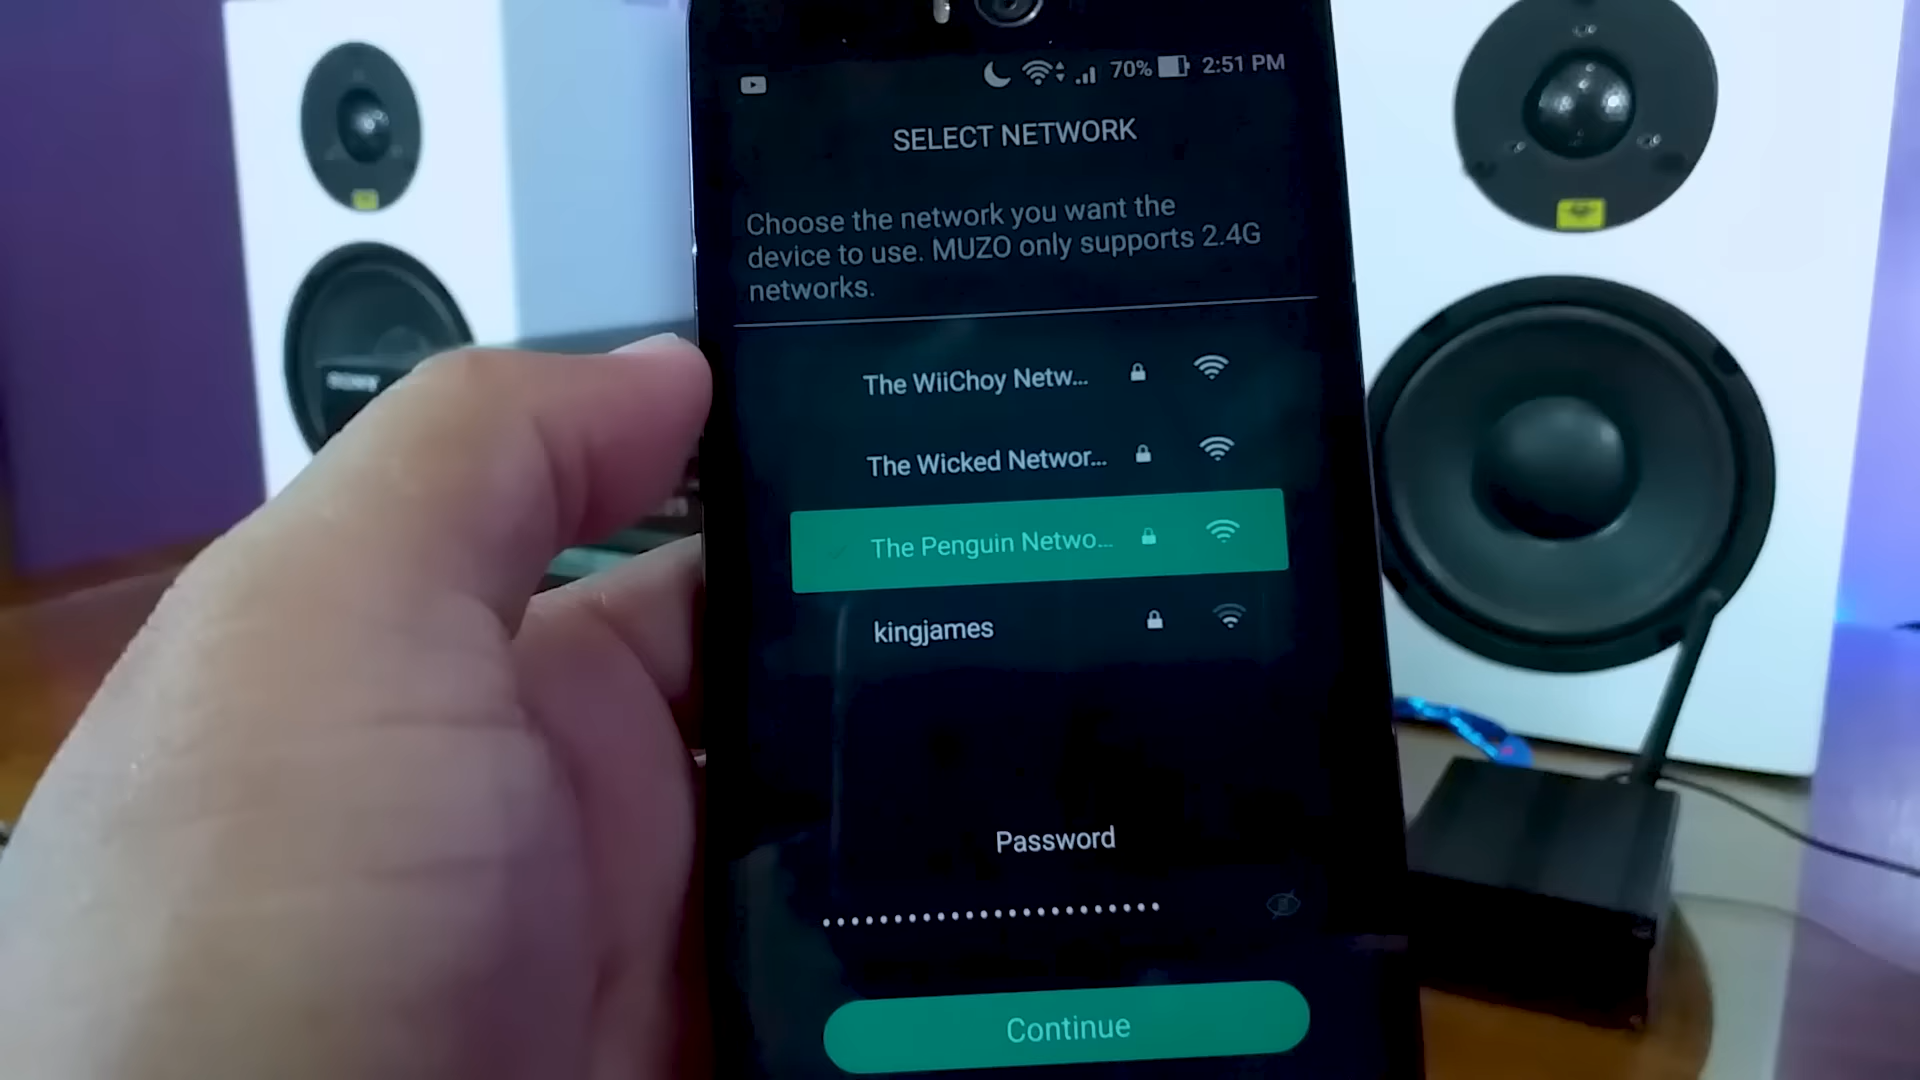 70% 2:51 PM
SELECT NETWORK
Choose the network you want the
device to use. MUZO only supports 2.4G
networks.
The WiiChoy Netw...
The Wicked Networ...
The Penguin Netwo...
kingjames
Password
Continue
SONY